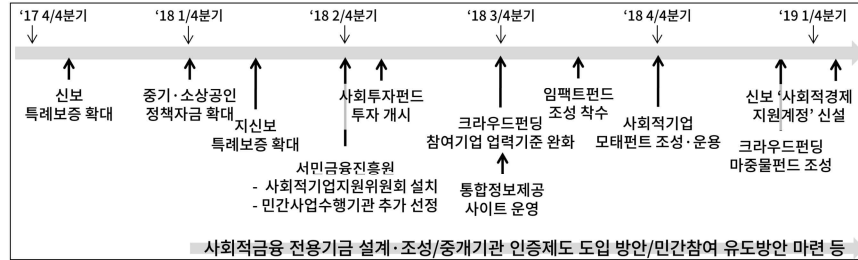 ‘17 4/4분기
‘18 1/4분기
‘18 2/4분기
‘18 3/4분기
‘18 4/4분기
‘19 1/4분기
신보
특례보증 확대
중기·소상공인
정책자금 확대
지신보
특례보증 확대
사회투자펀드
투자 개시
서민금융진흥원
- 사회적기업지원위원회 설치
- 민간사업수행기관 추가 선정
크라우드펀딩
참여기업 업력기준 완화
통합정보제공
사이트 운영
임팩트펀드
조성 착수
사회적기업
모태펀트 조성·운용
신보 ‘사회적경제
지원계정’ 신설
크라우드펀딩
마중물펀드 조성
사회적금융 전용기금 설계·조성/중개기관 인증제도 도입 방안/민간참여 유도방안 마련 등